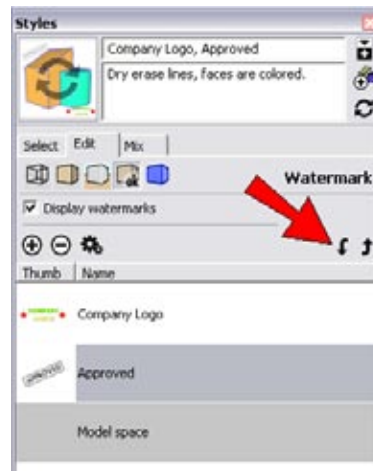 Styles
Company Logo, Approved
Dry erase lines, faces are colored.
Select Edit Mix
Watermark
Display watermarks
Thumb Name
Company Logo
APPROVED
Approved
Model space